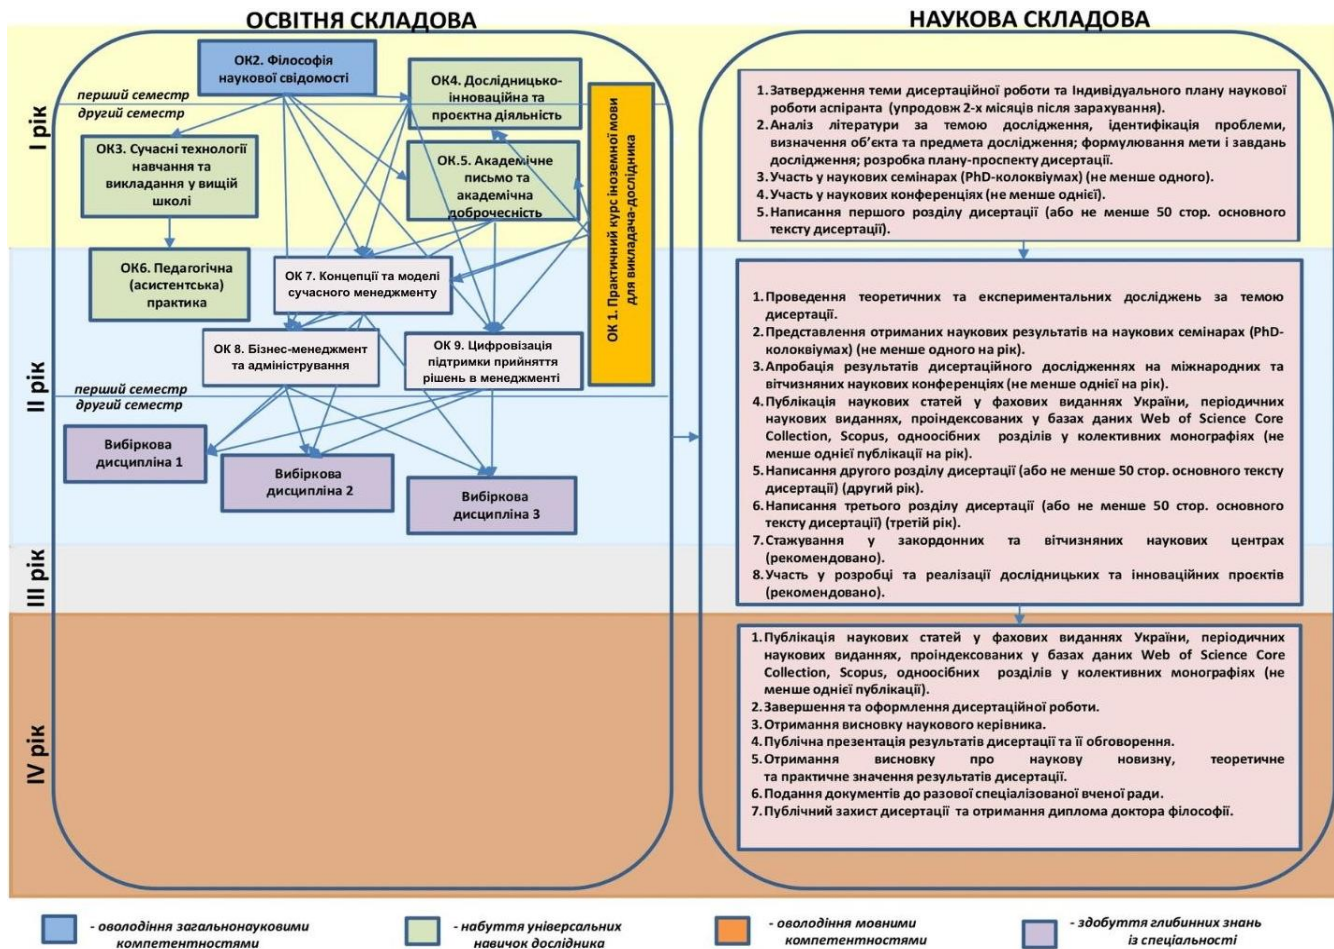 ОСВІТНЯ СКЛАДОВА
НАУКОВА СКЛАДОВА
І рік
перший семестр
другий семестр
ОК2. Філософія
наукової свідомості
ОК4. Дослідницько-
інноваційна та
проєктна діяльність
ОК3. Сучасні технології
навчання та
викладання у вищій
школі
ОК.5. Академічне
письмо та
академічна
доброчесність
ОК 1. Практичний курс іноземної мови
для викладача-дослідника
ІІ рік
ОК6. Педагогічна
(асистентська)
практика
ОК 7. Концепції та моделі
сучасного менеджменту
ОК 8. Бізнес-менеджмент
та адміністрування
ОК 9. Цифровізація
підтримки прийняття
рішень в менеджменті
перший семестр
другий семестр
Вибіркова
дисципліна 1
Вибіркова
дисципліна 2
Вибіркова
дисципліна 3
ІІІ рік
IV рік
1. Затвердження теми дисертаційної роботи та Індивідуального плану наукової
роботи аспіранта (упродовж 2-х місяців після зарахування).
2. Аналіз літератури за темою дослідження, ідентифікація проблеми,
визначення об’єкта та предмета дослідження; формулювання мети і завдань
дослідження; розробка плану-проспекту дисертації.
3. Участь у наукових семінарах (PhD-колоквіумах) (не менше одного).
4. Участь у наукових конференціях (не менше однієї).
5. Написання першого розділу дисертації (або не менше 50 стор. основного
тексту дисертації).
1. Проведення теоретичних та експериментальних досліджень за темою
дисертації.
2. Представлення отриманих наукових результатів на наукових семінарах (PhD-
колоквіумах) (не менше одного на рік).
3. Апробація результатів дисертаційного дослідженнях на міжнародних та
вітчизняних наукових конференціях (не менше однієї на рік).
4. Публікація наукових статей у фахових виданнях України, періодичних
наукових виданнях, проіндексованих у базах даних Web of Science Core
Collection, Scopus, одноосібних розділів у колективних монографіях (не
менше однієї публікації на рік).
5. Написання другого розділу дисертації (або не менше 50 стор. основного тексту
дисертації) (другий рік).
6. Написання третього розділу дисертації (або не менше 50 стор. основного
тексту дисертації) (третій рік).
7. Стажування у закордонних та вітчизняних наукових центрах
(рекомендовано).
8. Участь у розробці та реалізації дослідницьких та інноваційних проєктів
(рекомендовано).
1. Публікація наукових статей у фахових виданнях України, періодичних
наукових виданнях, проіндексованих у базах даних Web of Science Core
Collection, Scopus, одноосібних розділів у колективних монографіях (не
менше однієї публікації).
2. Завершення та оформлення дисертаційної роботи.
3. Отримання висновку наукового керівника.
4. Публічна презентація результатів дисертації та її обговорення.
5. Отримання висновку про наукову новизну, теоретичне
та практичне значення результатів дисертації.
6. Подання документів до разової спеціалізованої вченої ради.
7. Публічний захист дисертації та отримання диплома доктора філософії.
- оволодіння загальнонауковими
компетентностями
- набуття універсальних
навичок дослідника
- оволодіння мовними
компетентностями
- здобуття глибинних знань
із спеціальності